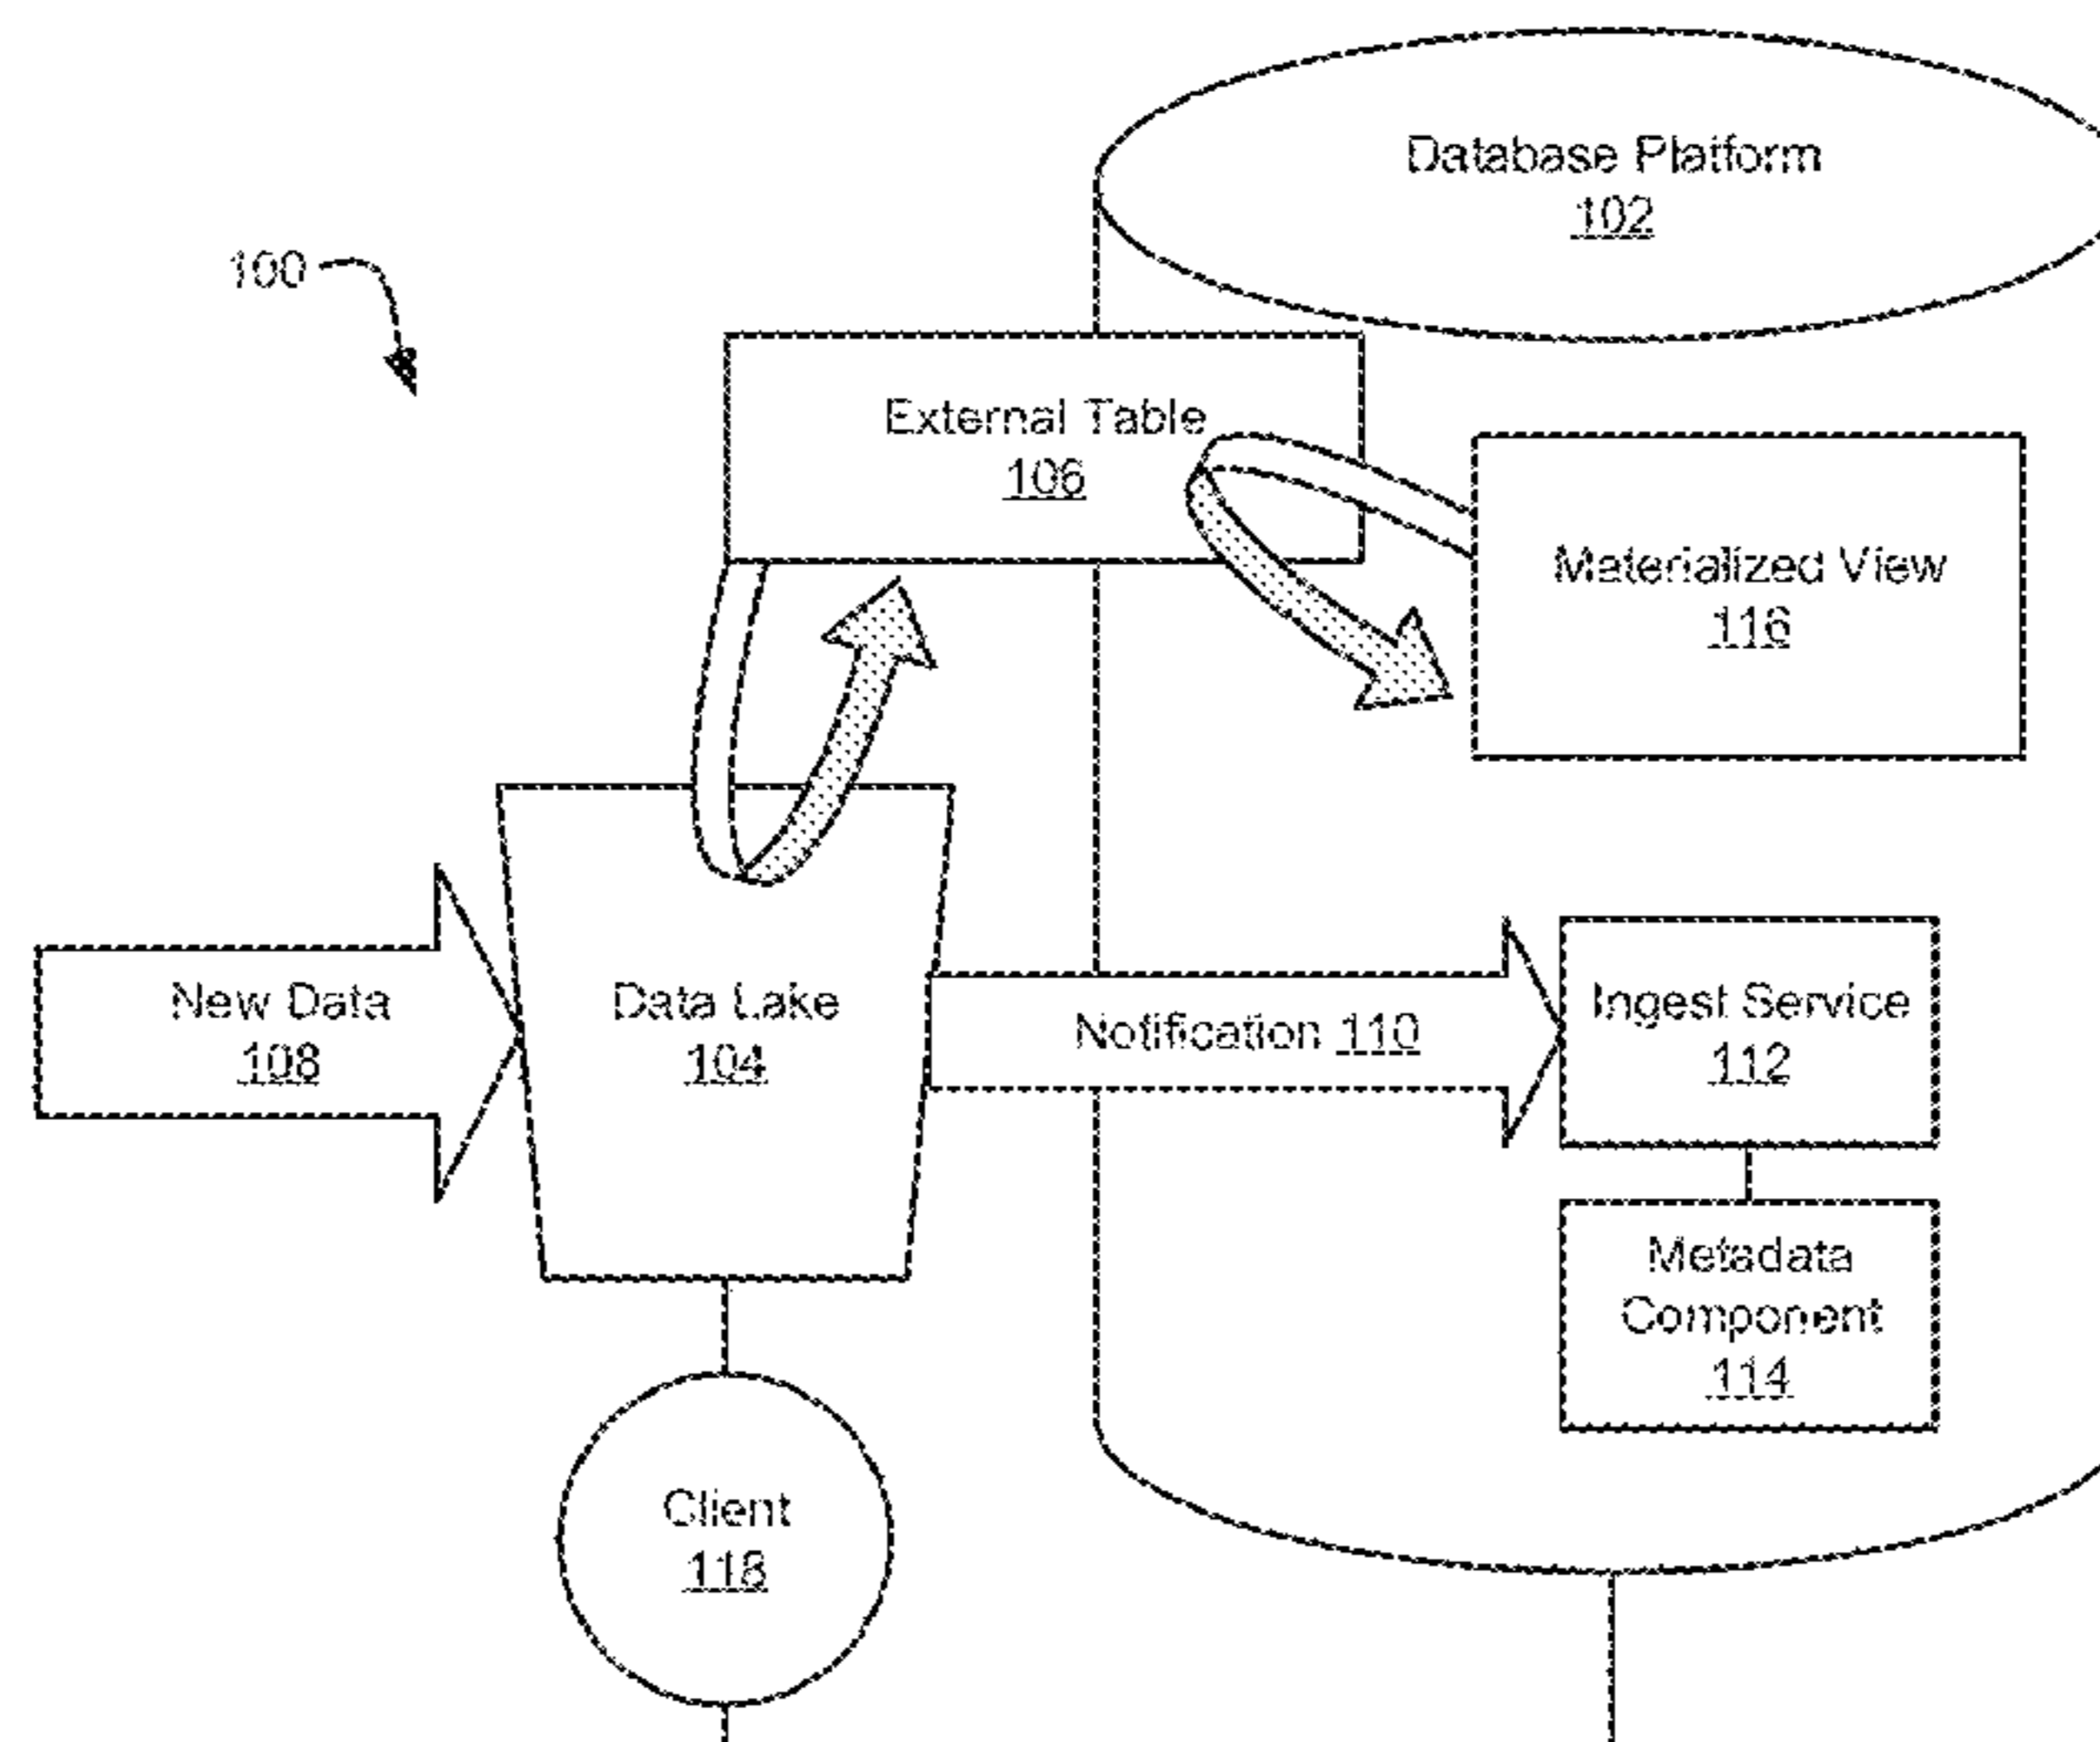 Database Platform
102
100
External Table
106
Materialized View
116
New Data
108
Data Lake
104
Notification 110
Ingest Service
112
Metadata
Component
114
Client
118